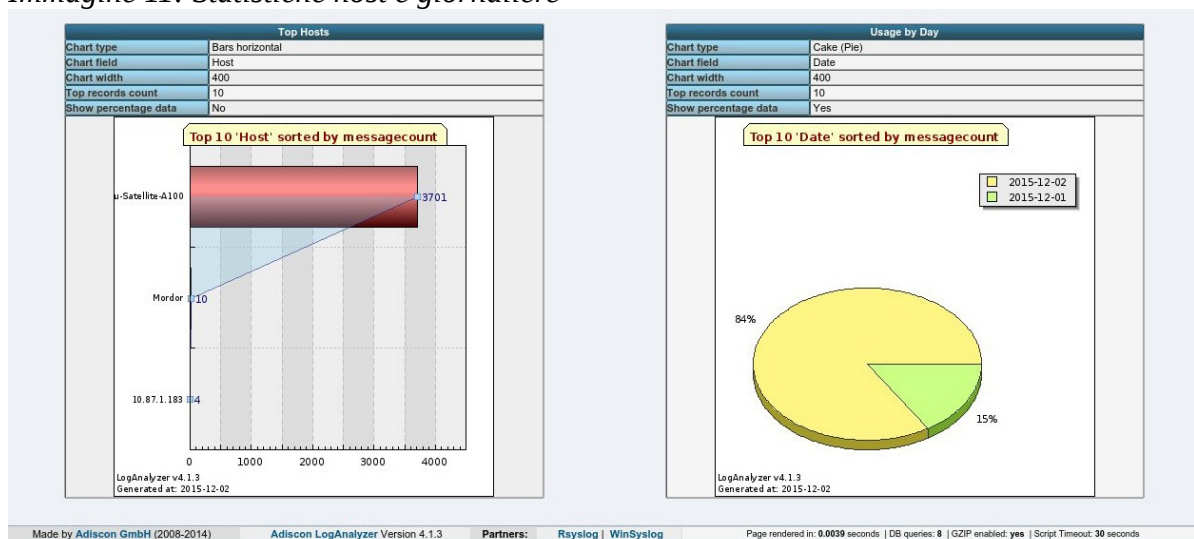 Immagine 11: Statistiche host e giornaliere
Top Hosts
Chart type Bars horizontal
Chart field Host
Chart width 400
Top records count 10
Show percentage data No
Top 10 'Host' sorted by messagecount
u-Satellite-A100
3701
Mordor
10
10.87.1.183
4
0 1000 2000 3000 4000
LogAnalyzer v4.1.3
Generated at: 2015-12-02
Usage by Day
Chart type Cake (Pie)
Chart field Date
Chart width 400
Top records count 10
Show percentage data Yes
Top 10 'Date' sorted by messagecount
2015-12-02
2015-12-01
84%
15%
LogAnalyzer v4.1.3
Generated at: 2015-12-02
Made by Adiscon GmbH (2008-2014) Adiscon LogAnalyzer Version 4.1.3 Partners: Rsyslog | WinSyslog Page rendered in: 0.0039 seconds | DB queries: 8 | GZIP enabled: yes | Script Timeout: 30 seconds